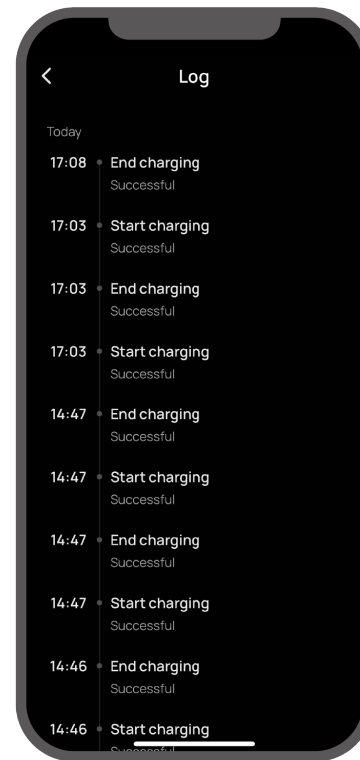 Log
Today
17:08 End charging
Successful
17:03 Start charging
Successful
17:03 End charging
Successful
17:03 Start charging
Successful
14:47 End charging
Successful
14:47 Start charging
Successful
14:47 End charging
Successful
14:47 Start charging
Successful
14:46 End charging
Successful
14:46 Start charging
Successful